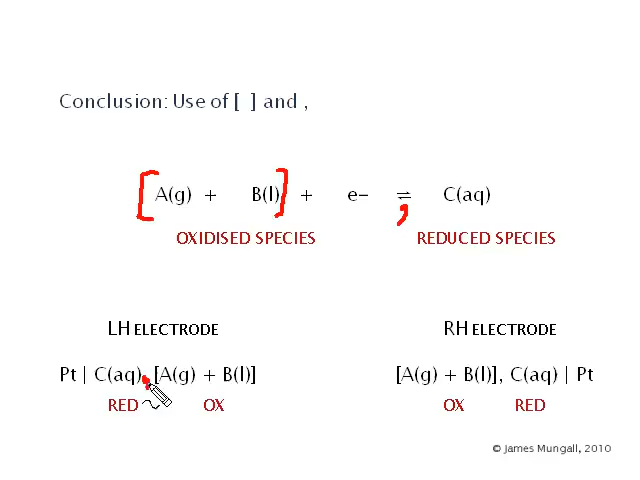 Conclusion: Use of [ ] and ,
[A(g) + B(l)] + e− ⇌ C(aq)
,
OXIDISED SPECIES REDUCED SPECIES
LH ELECTRODE RH ELECTRODE
Pt | C(aq), [A(g) + B(l)] [A(g) + B(l)], C(aq) | Pt
RED OX OX RED
© James Mungall, 2010